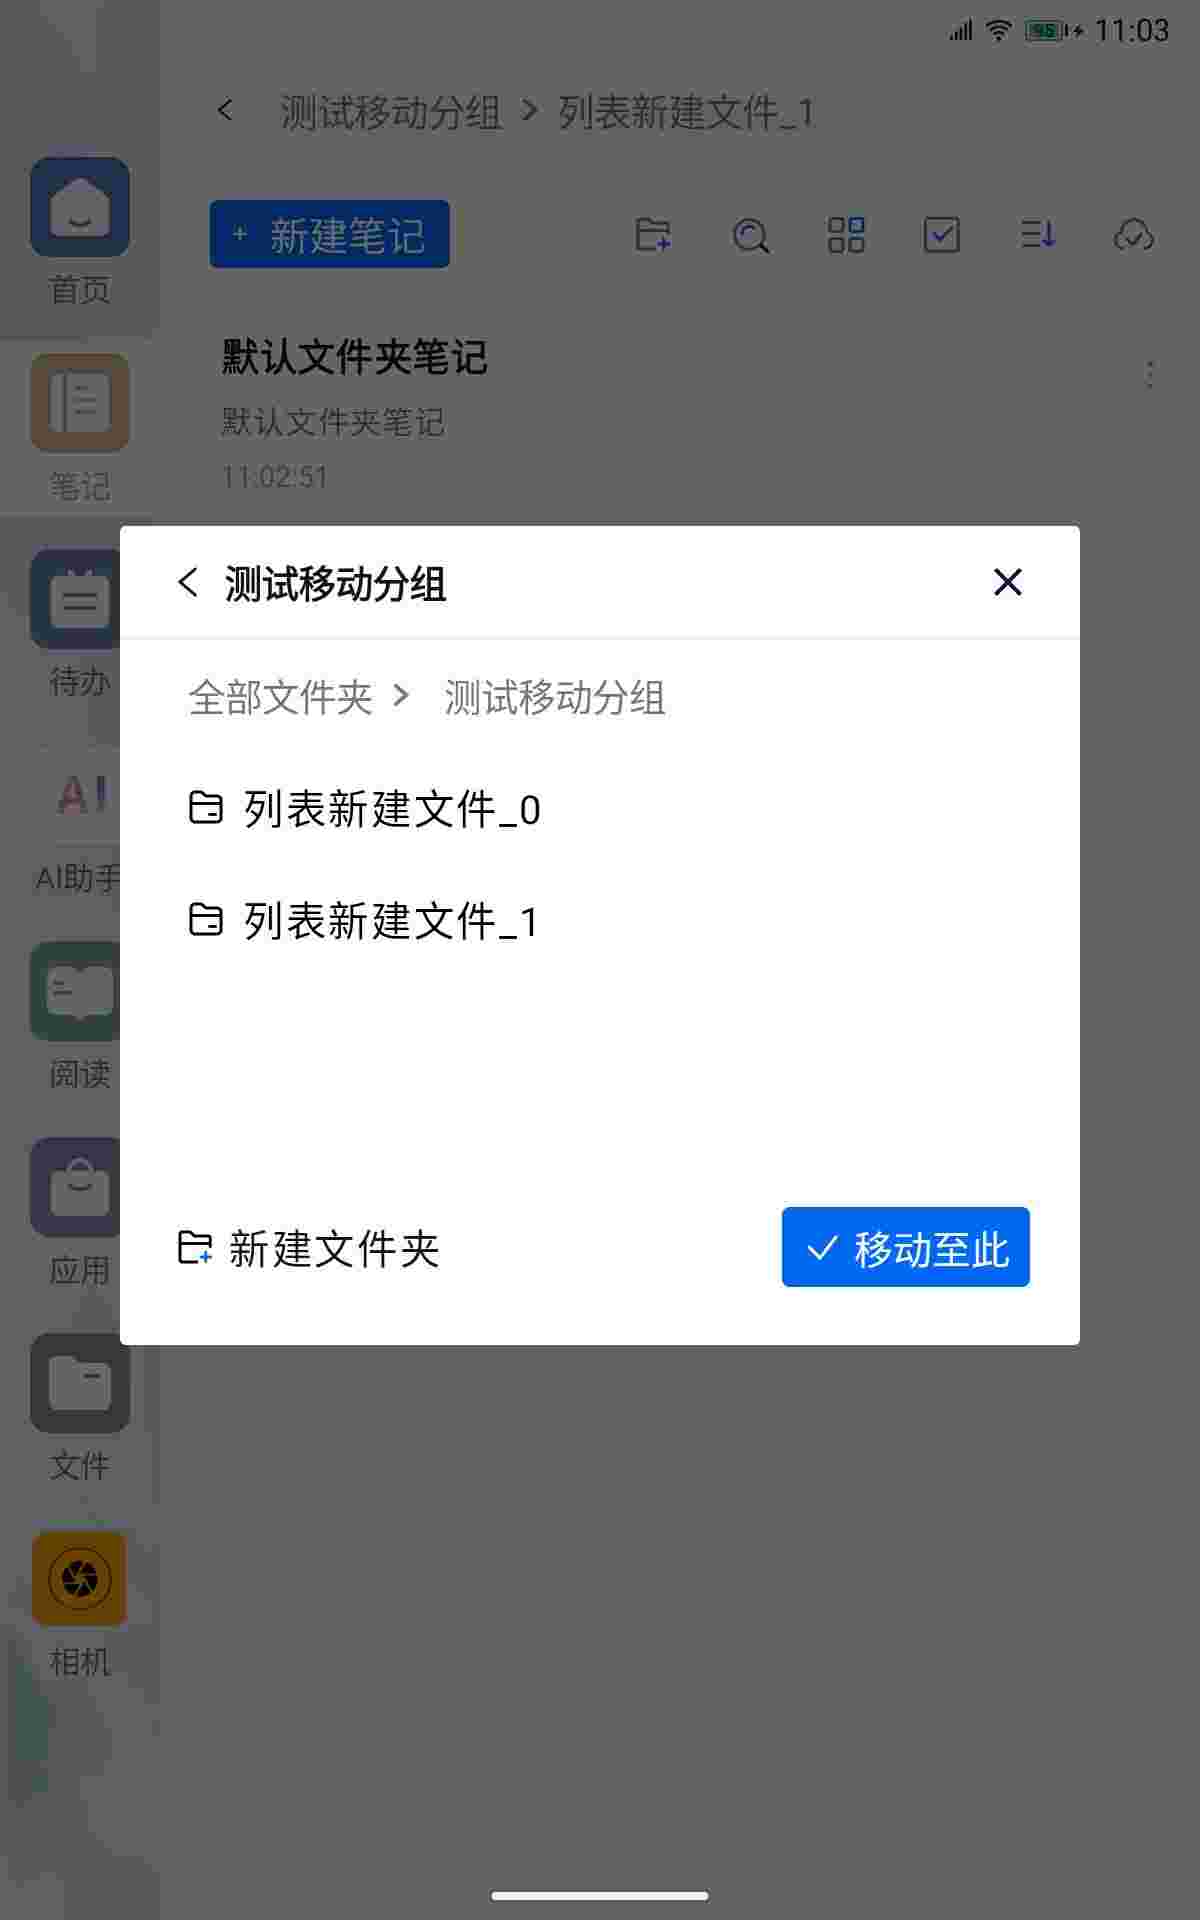 95 11:03
测试移动分组 > 列表新建文件_1
+ 新建笔记
首页
默认文件夹笔记
默认文件夹笔记
11:02:51
笔记
测试移动分组
全部文件夹 > 测试移动分组
列表新建文件_0
列表新建文件_1
新建文件夹
移动至此
待办
AI
AI助手
阅读
应用
文件
相机